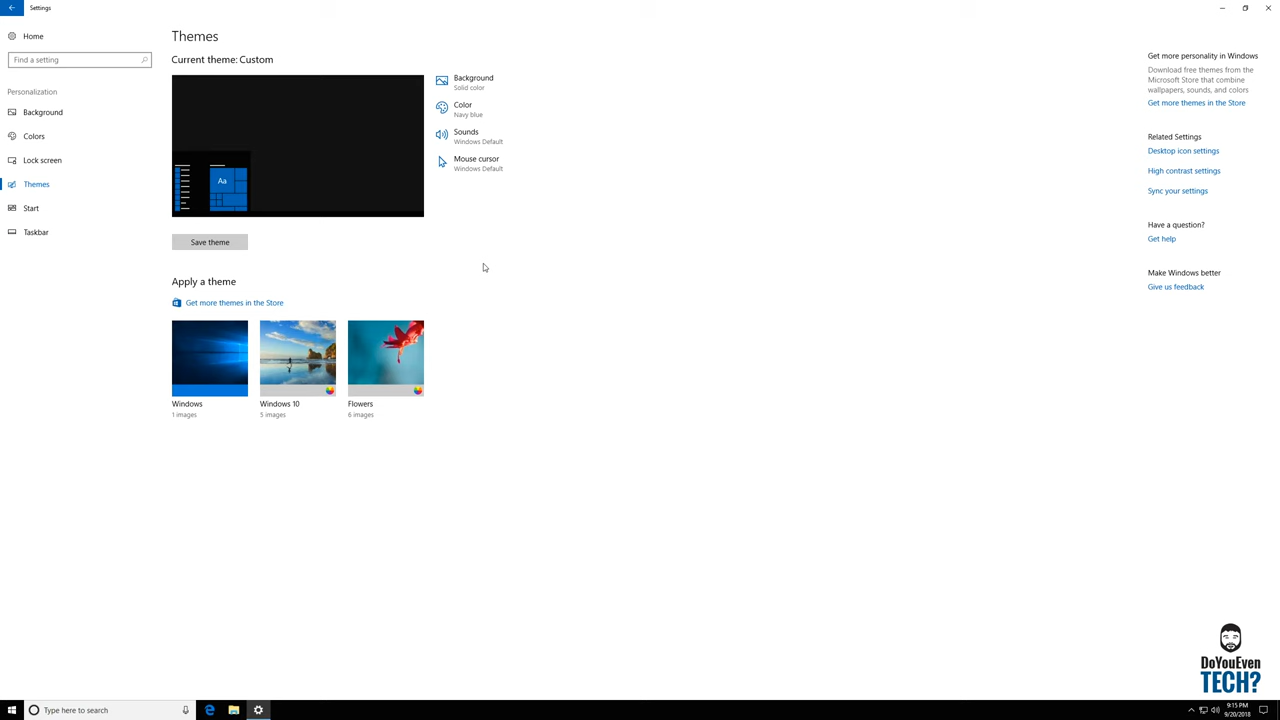 Settings
Home
Find a setting
Personalization
Background
Colors
Lock screen
Themes
Start
Taskbar
Themes
Current theme: Custom
Aa
Background
Solid color
Color
Navy blue
Sounds
Windows Default
Mouse cursor
Windows Default
Save theme
Apply a theme
Get more themes in the Store
Windows
1 images
Windows 10
5 images
Flowers
6 images
Get more personality in Windows
Download free themes from the
Microsoft Store that combine
wallpapers, sounds, and colors
Get more themes in the Store
Related Settings
Desktop icon settings
High contrast settings
Sync your settings
Have a question?
Get help
Make Windows better
Give us feedback
DoYouEven
TECH?
Type here to search
9:15 PM
9/20/2018